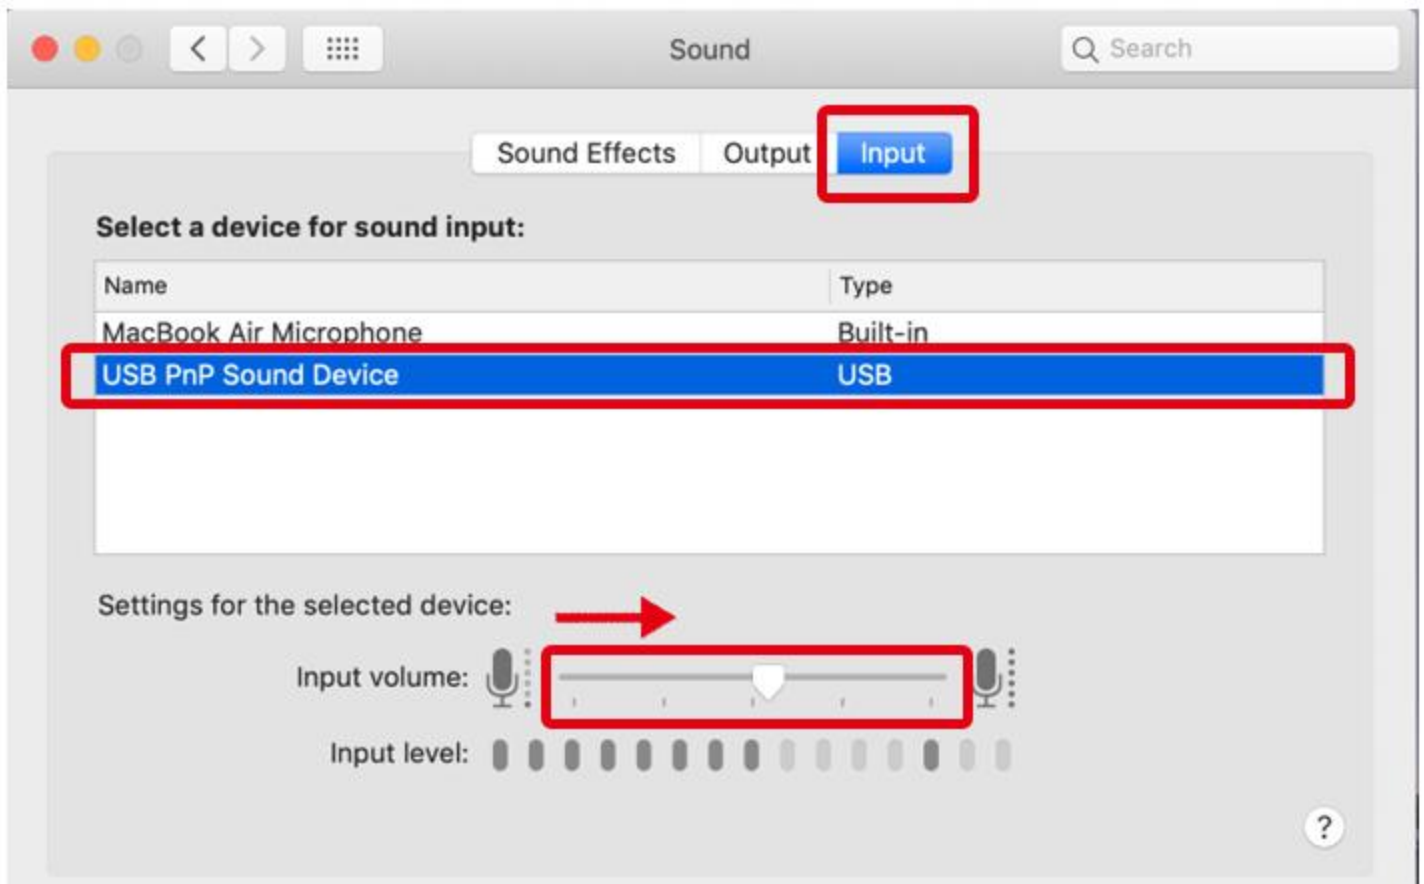 Sound
Search
Sound Effects Output Input
Select a device for sound input:
Name Type
MacBook Air Microphone Built-in
USB PnP Sound Device USB
Settings for the selected device:
Input volume:
Input level:
?